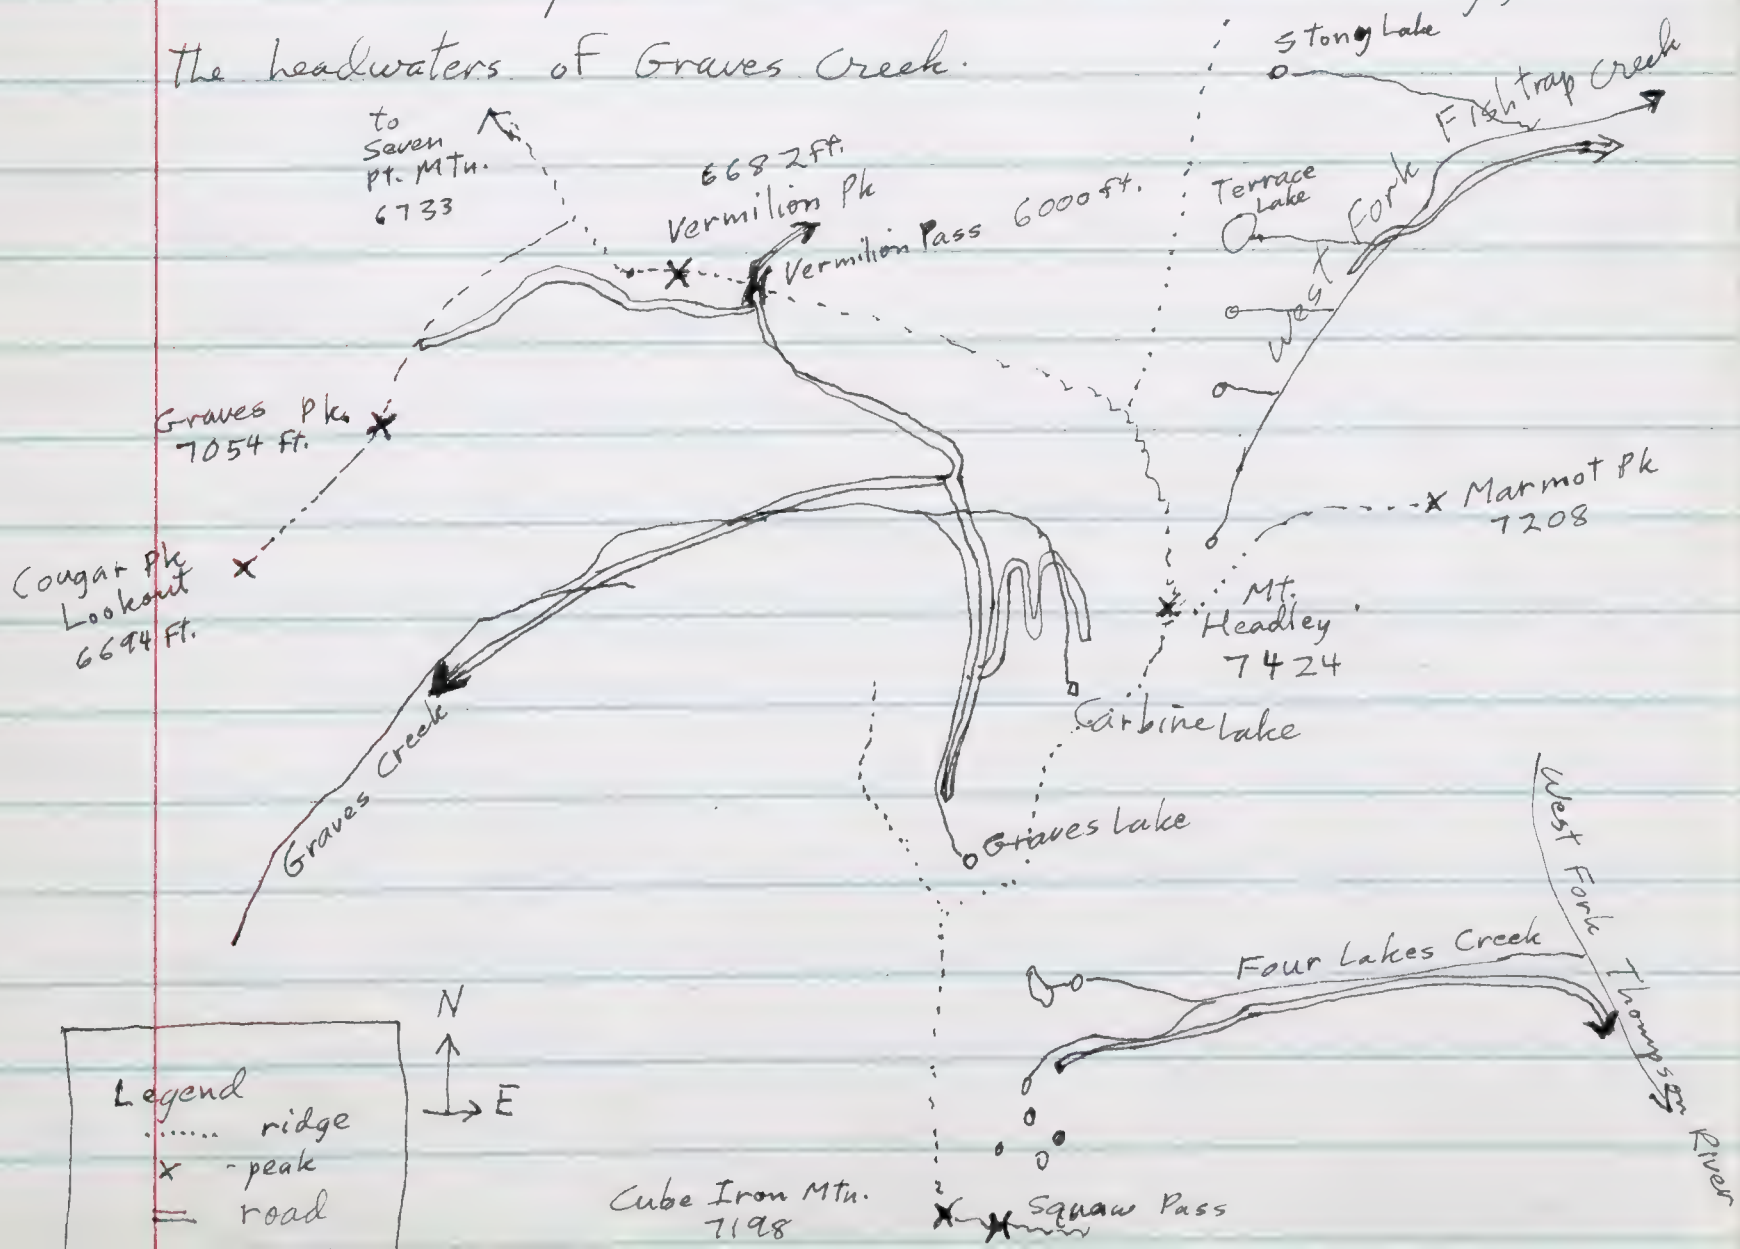 The headwaters of Graves Creek.
Stony Lake
Fishtrap Creek
West Fork
to
Seven
Pt. Mtn.
6733
6682 ft.
Vermilion Pk
Vermilion Pass 6000 ft.
Terrace
Lake
Graves Pk.
7054 ft.
Marmot Pk
7208
Cougar Pk
Lookout
6694 ft.
Mt.
Headley
7424
Carbine Lake
Graves Creek
Graves Lake
West Fork Thompson River
Four Lakes Creek
N
E
Legend
ridge
x - peak
road
Cube Iron Mtn.
7198
Squaw Pass